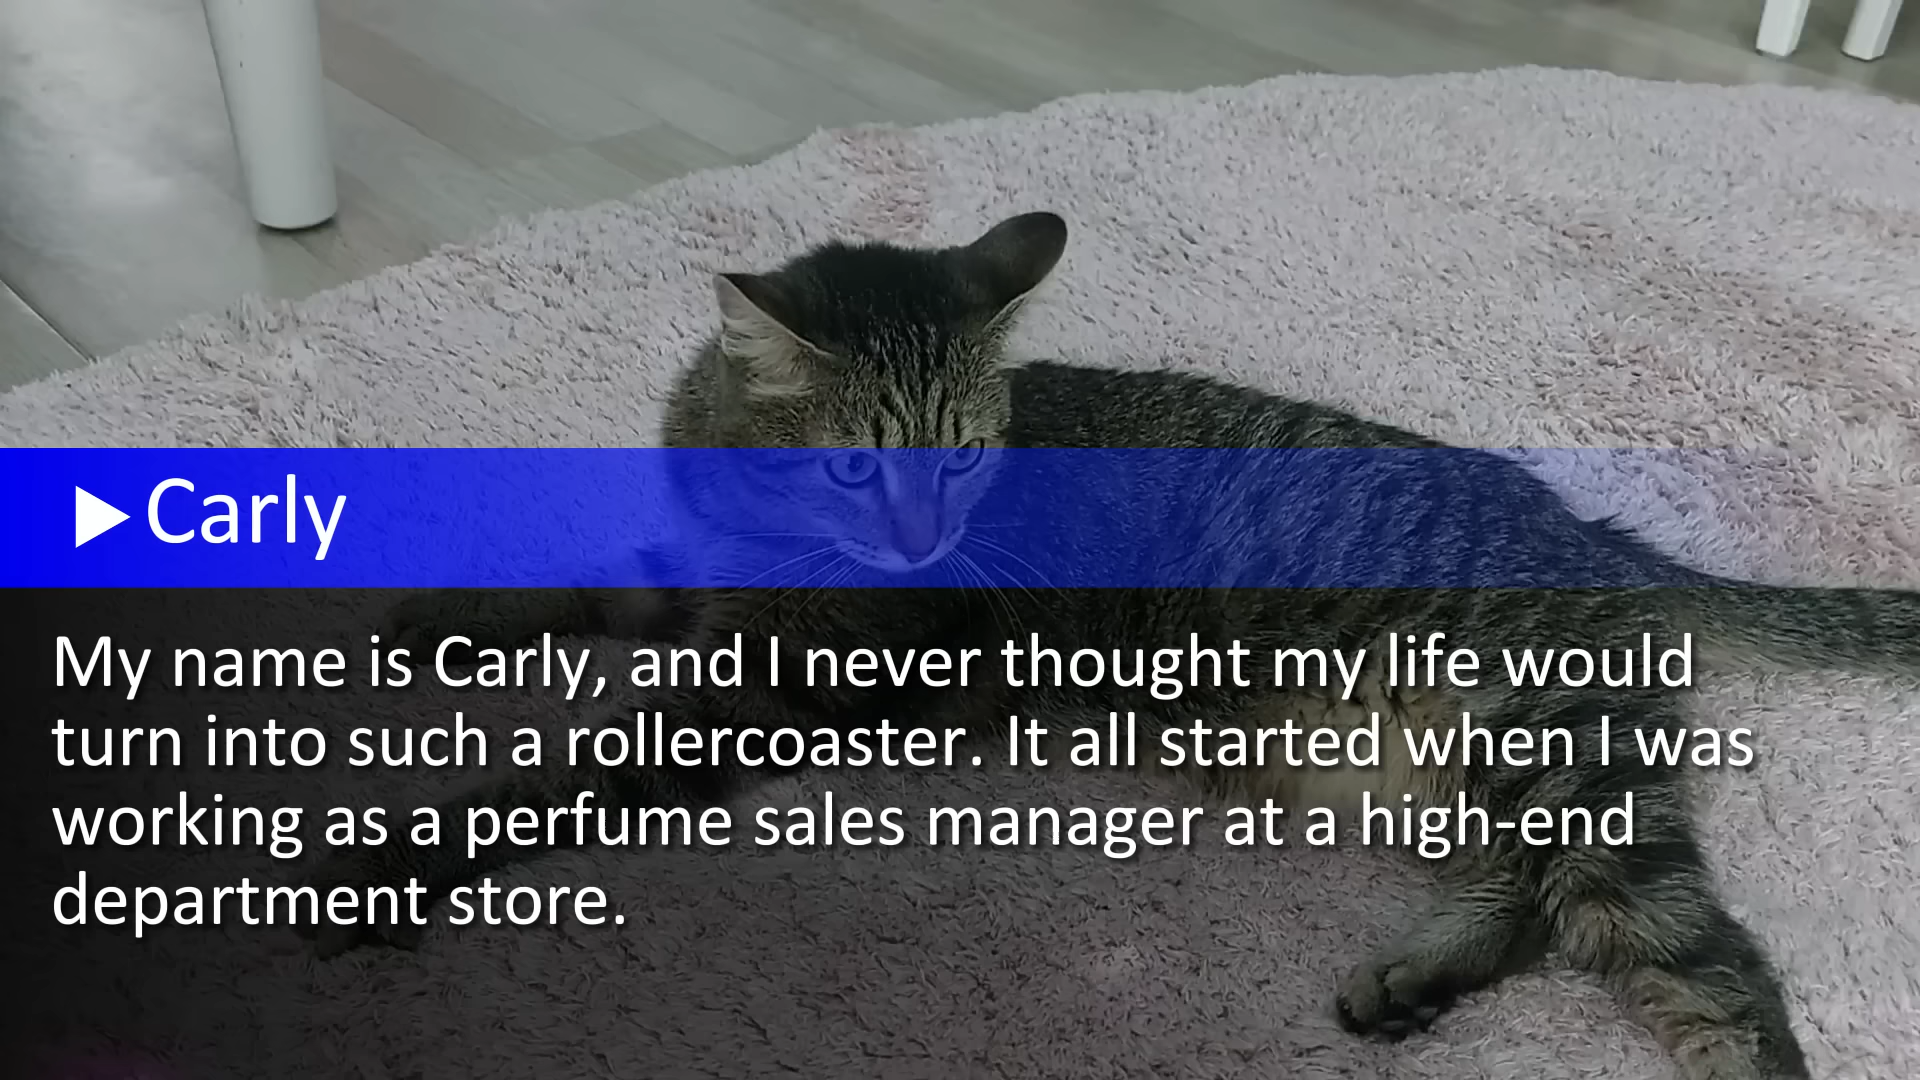 Carly
My name is Carly, and I never thought my life would
turn into such a rollercoaster. It all started when I was
working as a perfume sales manager at a high-end
department store.